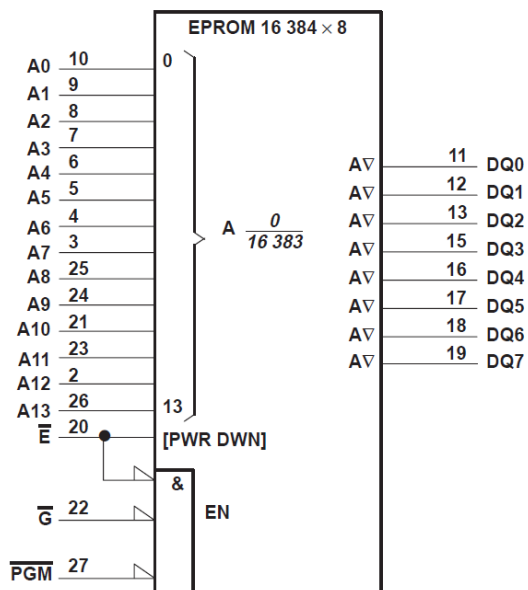 EPROM 16 384 × 8
A0 10 0
A1 9
A2 8
A3 7
A4 6
A5 5
A6 4
A7 3
A8 25
A9 24
A10 21
A11 23
A12 2
A13 26 13
A 0/16 383
A∇ 11 DQ0
A∇ 12 DQ1
A∇ 13 DQ2
A∇ 15 DQ3
A∇ 16 DQ4
A∇ 17 DQ5
A∇ 18 DQ6
A∇ 19 DQ7
E̅ 20 [PWR DWN]
&
G̅ 22 EN
P̅G̅M̅ 27